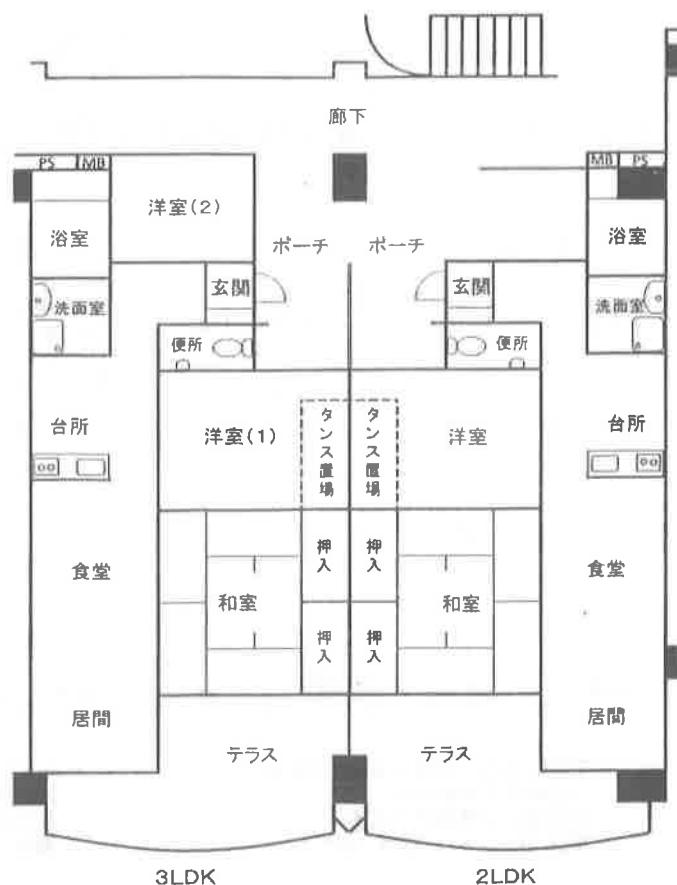 廊下
PS MB
MB PS
洋室(2)
浴室
ポーチ
ポーチ
浴室
玄関
玄関
洗面室
洗面室
便所
便所
台所
洋室(1)
タンス置場
タンス置場
洋室
台所
押入
押入
食堂
和室
和室
食堂
押入
押入
居間
テラス
テラス
居間
3LDK
2LDK